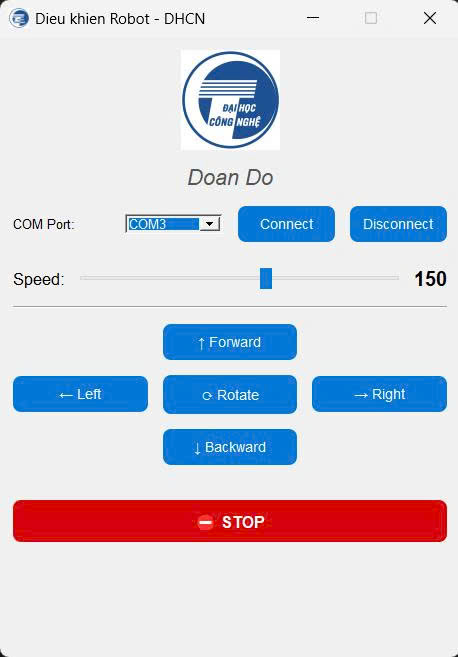 Dieu khien Robot - DHCN
ĐẠI HỌC
CÔNG NGHỆ
Doan Do
COM Port: COM3 Connect Disconnect
Speed: 150
↑ Forward
← Left ⟳ Rotate → Right
↓ Backward
⛔ STOP